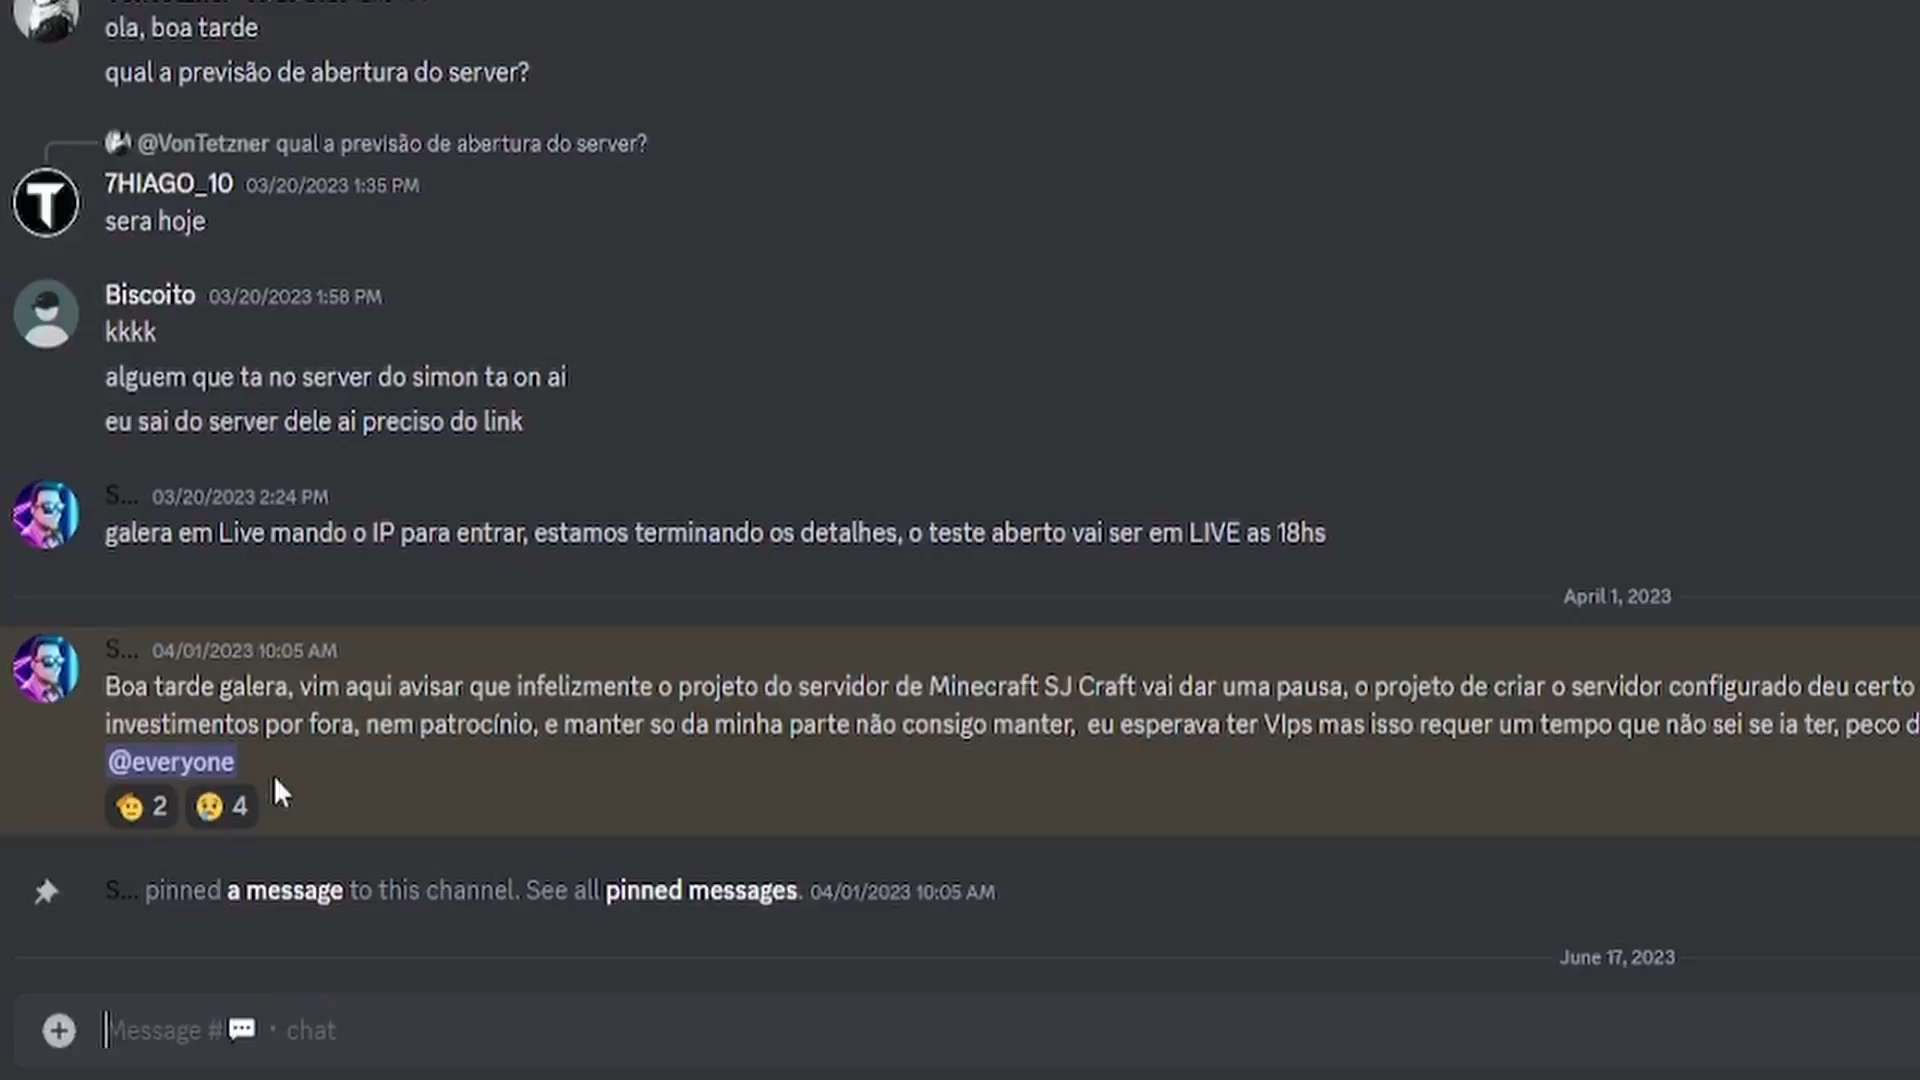 ola, boa tarde
qual a previsão de abertura do server?
@VonTetzner qual a previsão de abertura do server?
7HIAGO_10 03/20/2023 1:35 PM
sera hoje
Biscoito 03/20/2023 1:58 PM
kkkk
alguem que ta no server do simon ta on ai
eu sai do server dele ai preciso do link
S... 03/20/2023 2:24 PM
galera em Live mando o IP para entrar, estamos terminando os detalhes, o teste aberto vai ser em LIVE as 18hs
April 1, 2023
S... 04/01/2023 10:05 AM
Boa tarde galera, vim aqui avisar que infelizmente o projeto do servidor de Minecraft SJ Craft vai dar uma pausa, o projeto de criar o servidor configurado deu certo
investimentos por fora, nem patrocínio, e manter so da minha parte não consigo manter, eu esperava ter VIps mas isso requer um tempo que não sei se ia ter, peco d
@everyone
2 4
S... pinned a message to this channel. See all pinned messages. 04/01/2023 10:05 AM
June 17, 2023
Message #💬・chat